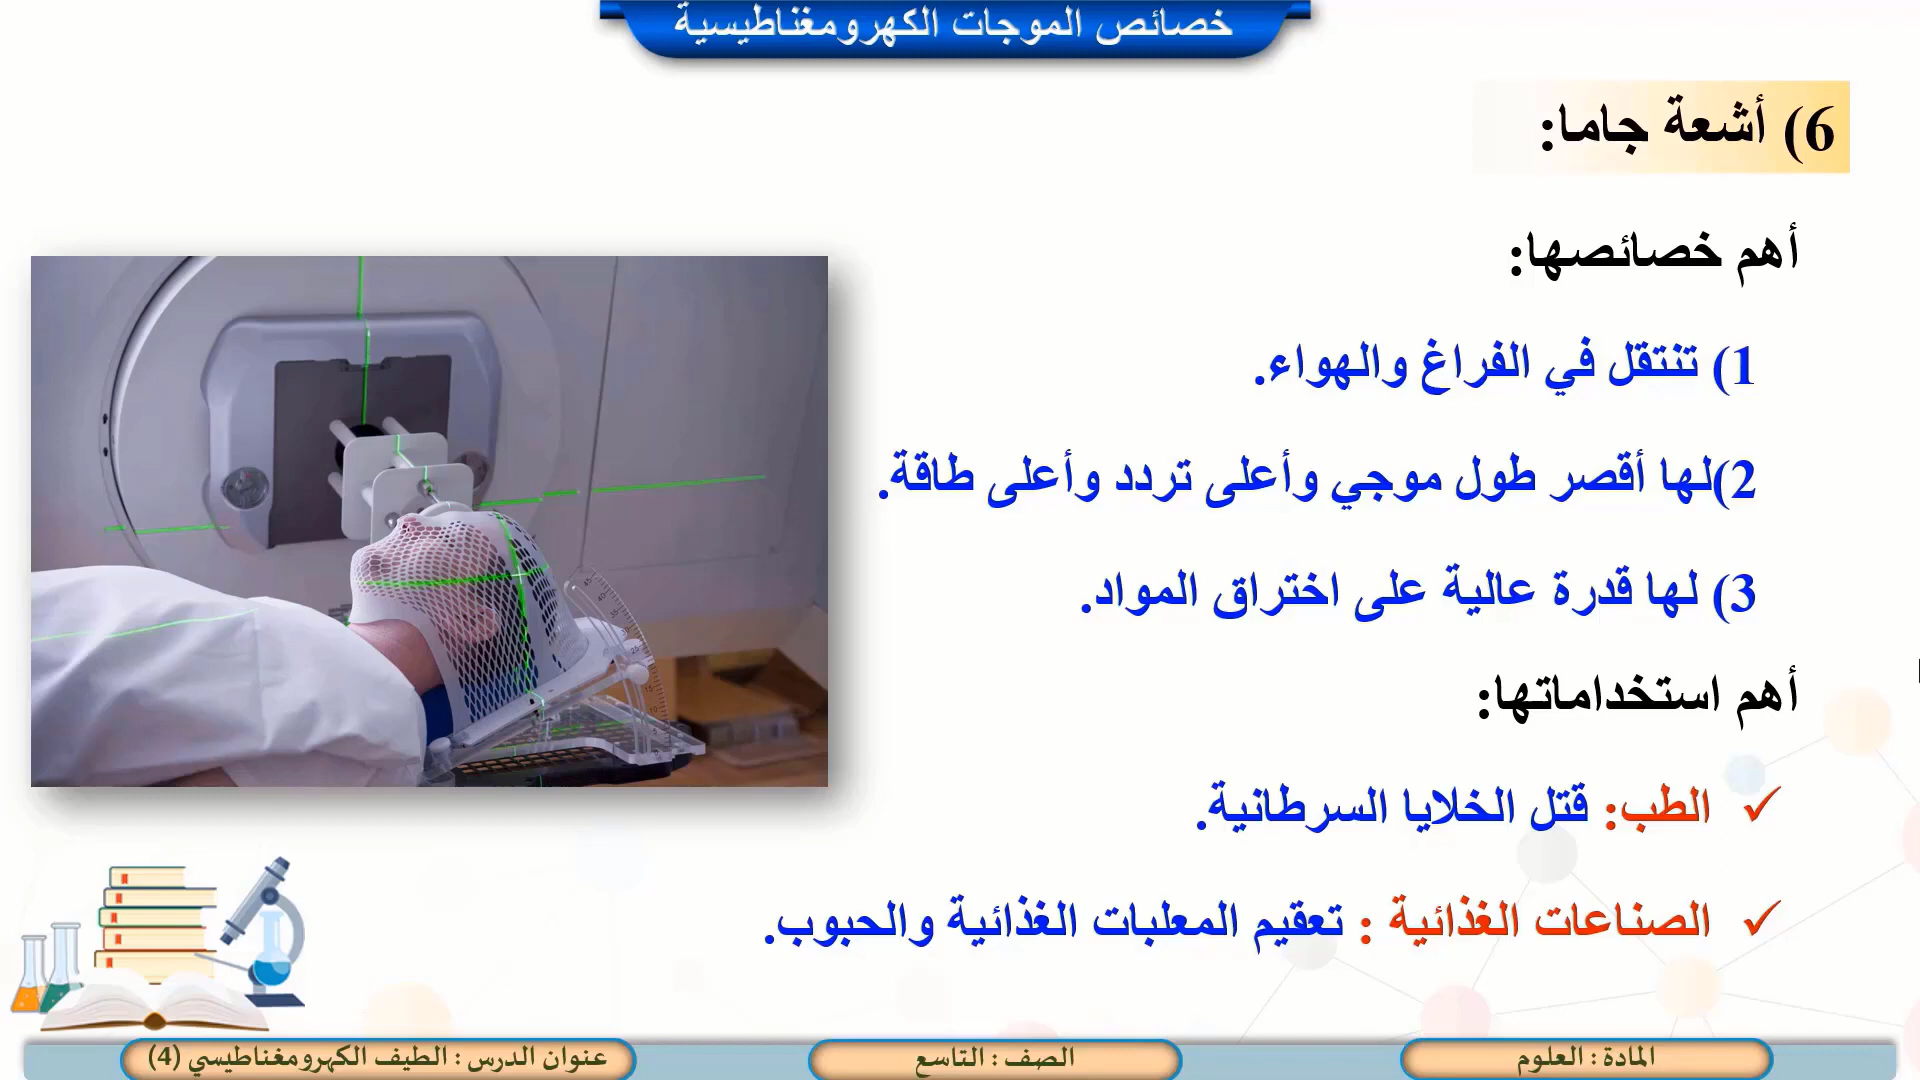 خصائص الموجات الكهرومغناطيسية
6) أشعة جاما:
أهم خصائصها:
1) تنتقل في الفراغ والهواء.
2)لها أقصر طول موجي وأعلى تردد وأعلى طاقة.
3) لها قدرة عالية على اختراق المواد.
أهم استخداماتها:
✓ الطب: قتل الخلايا السرطانية.
✓ الصناعات الغذائية : تعقيم المعلبات الغذائية والحبوب.
المادة : العلوم
الصف : التاسع
عنوان الدرس : الطيف الكهرومغناطيسي (4)